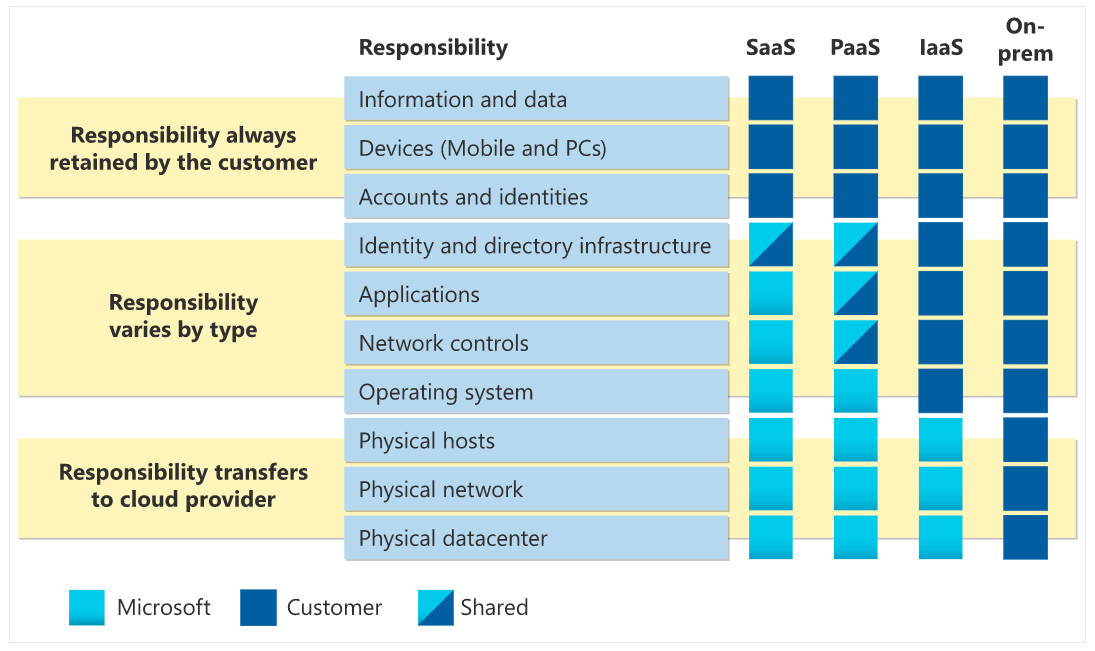 Responsibility SaaS PaaS IaaS On-
prem
Responsibility always
retained by the customer
Information and data
Devices (Mobile and PCs)
Accounts and identities
Responsibility
varies by type
Identity and directory infrastructure
Applications
Network controls
Operating system
Responsibility transfers
to cloud provider
Physical hosts
Physical network
Physical datacenter
Microsoft Customer Shared